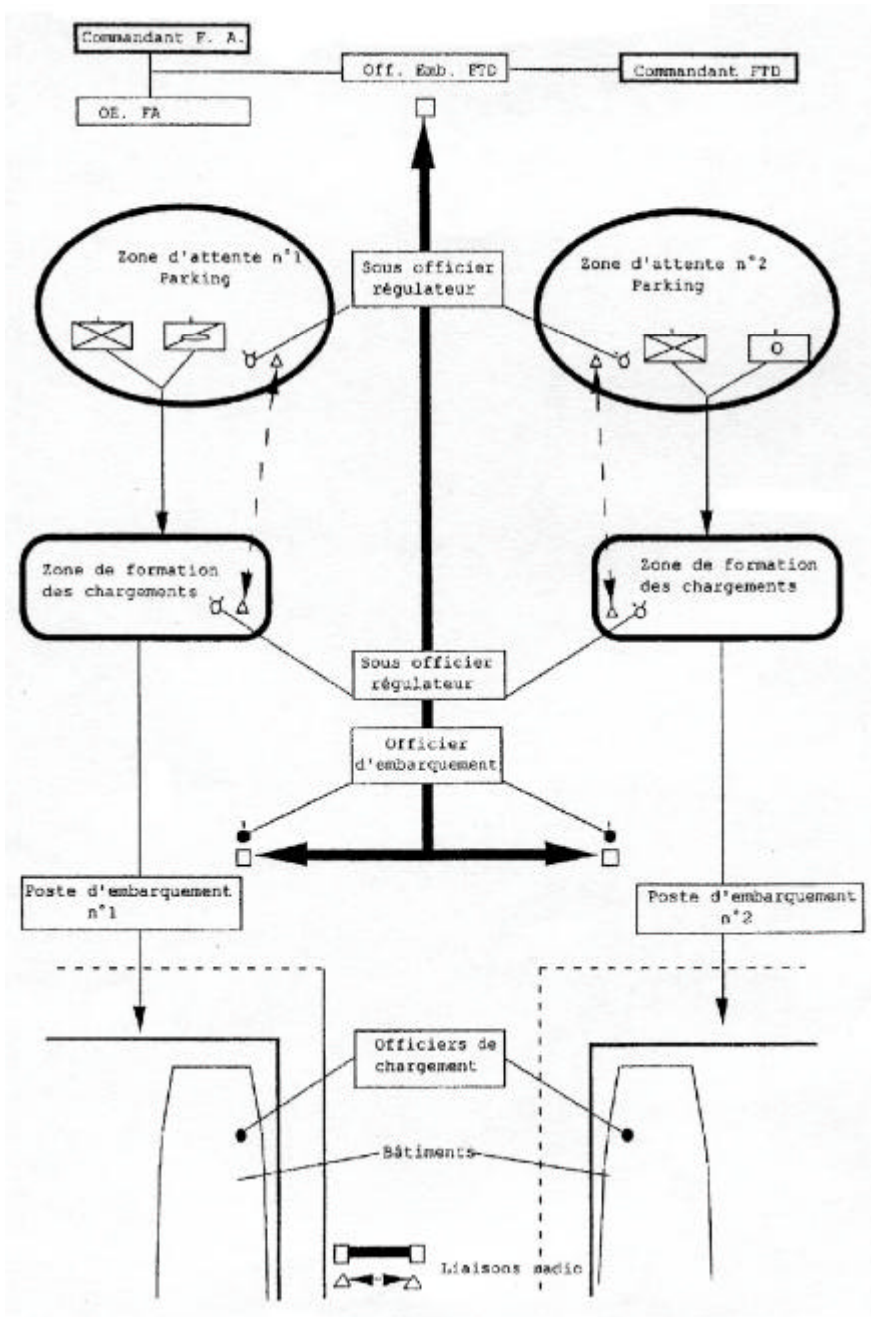 Commandant F. A.
Off. Emb. FTD
Commandant FTD
OE. FA
Zone d'attente n°1
Parking
Sous officier
régulateur
Zone d'attente n°2
Parking
O
Zone de formation
des chargements
Zone de formation
des chargements
Sous officier
régulateur
Officier
d'embarquement
Poste d'embarquement
n°1
Poste d'embarquement
n°2
Officiers de
chargement
Bâtiments
Liaisons madic